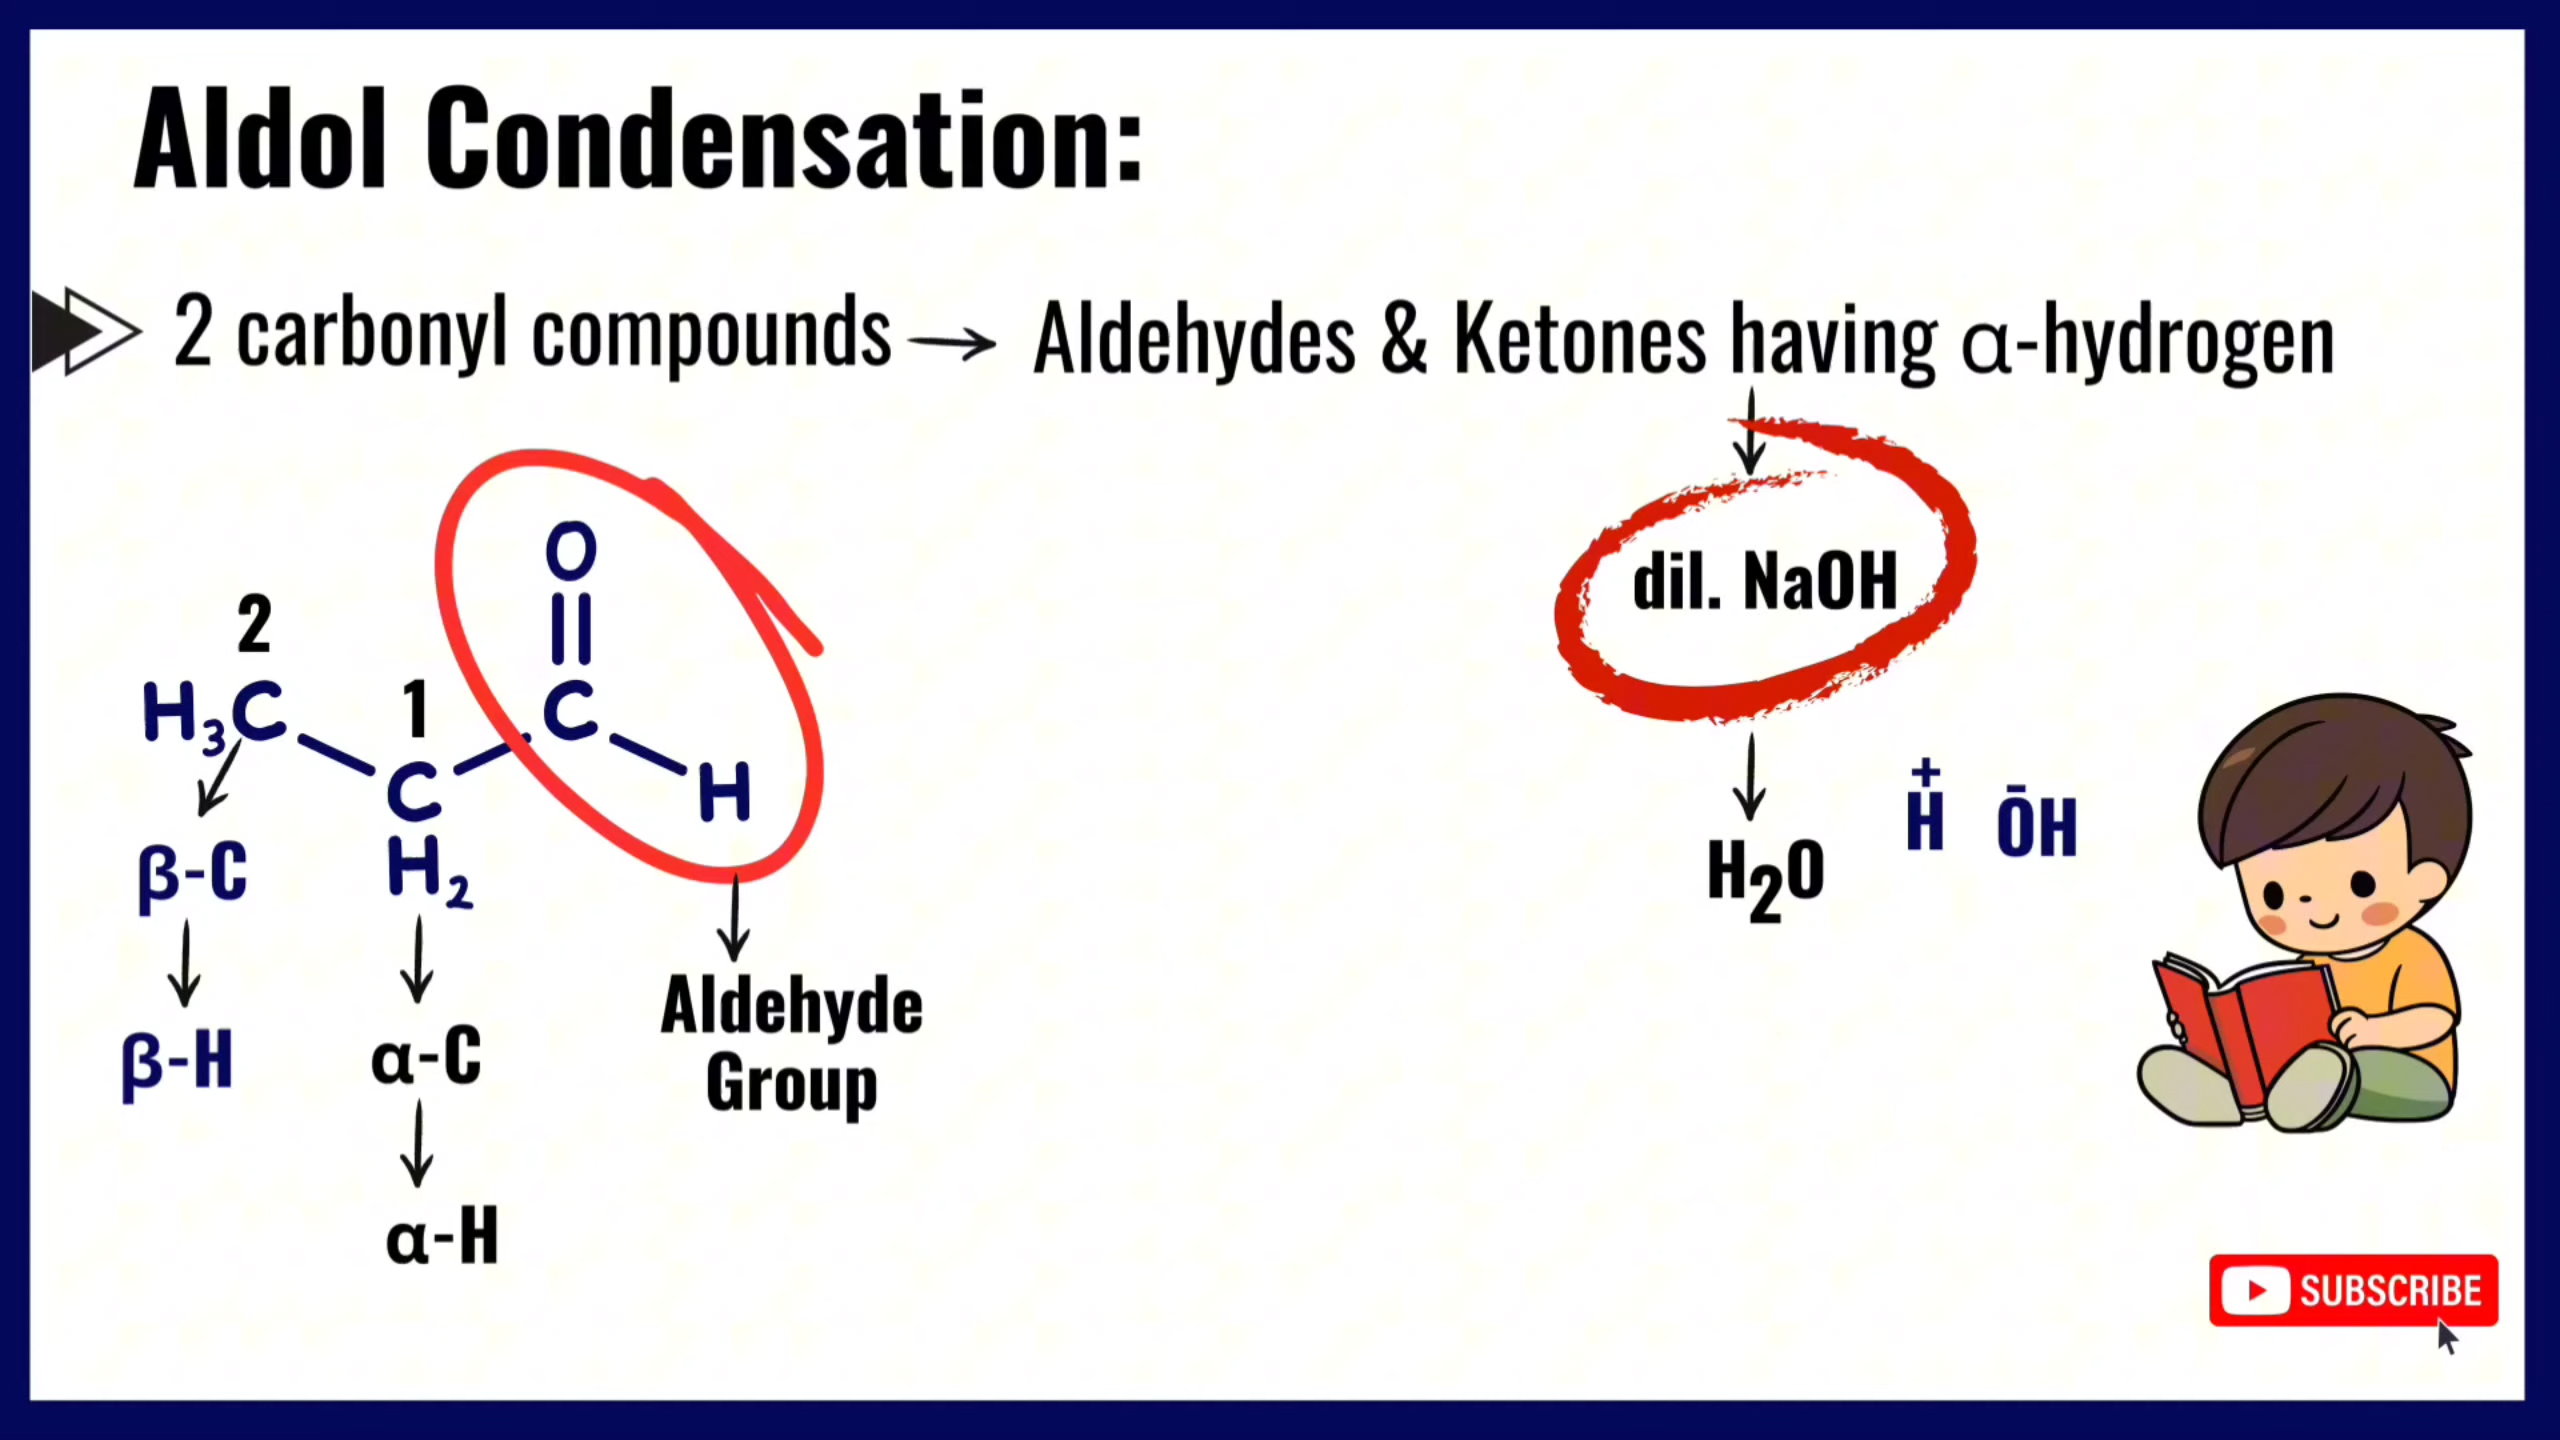 Aldol Condensation:
2 carbonyl compounds → Aldehydes & Ketones having α-hydrogen
O
dil. NaOH
2
1
H₃C
C
C
H
H₂
β-C
H₂O
+
H
ŌH
β-H
α-C
Aldehyde
Group
α-H
SUBSCRIBE